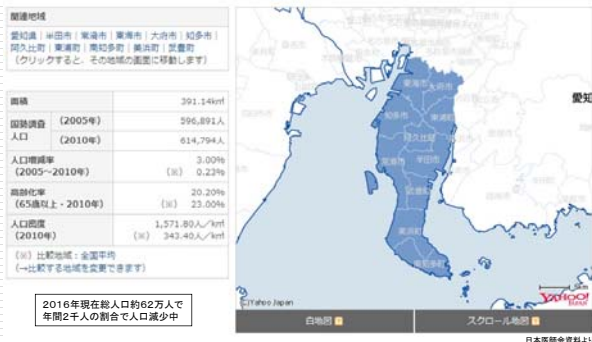 関連地域
愛知県 | 半田市 | 常滑市 | 東海市 | 大府市 | 知多市 |
阿久比町 | 東浦町 | 南知多町 | 美浜町 | 武豊町
(クリックすると、その地域の画面に移動します)
面積 391.14km²
国勢調査人口 (2005年) 596,891人
(2010年) 614,794人
人口増減率 3.00%
(2005~2010年) (※) 0.23%
高齢化率 20.20%
(65歳以上・2010年) (※) 23.00%
人口密度 1,571.80人/km²
(2010年) (※) 343.40人/km²
(※) 比較地域:全国平均
(→比較する地域を変更できます)
2016年現在総人口約62万人で
年間2千人の割合で人口減少中
東海市 大府市
知多市 東浦町
阿久比町
常滑市 半田市
武豊町
美浜町
南知多町
愛知
(C)Yahoo Japan
5km
YAHOO!
JAPAN
白地図
スクロール地図
日本医師会資料より